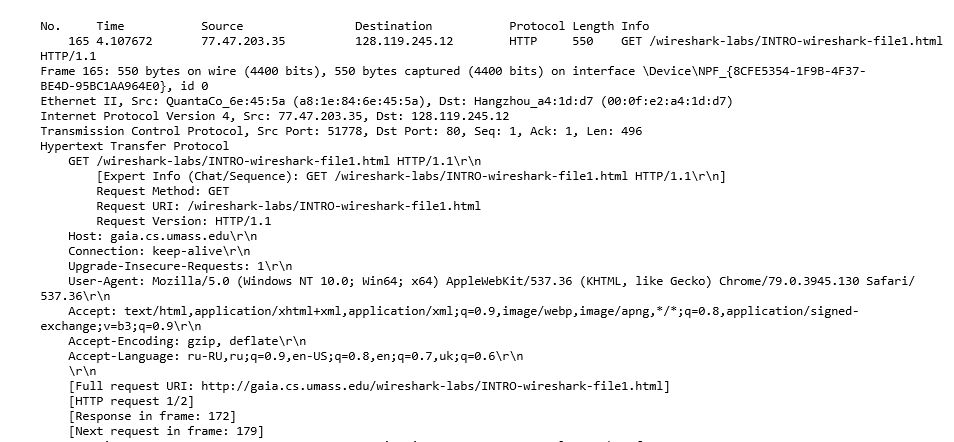 No. Time Source Destination Protocol Length Info
165 4.107672 77.47.203.35 128.119.245.12 HTTP 550 GET /wireshark-labs/INTRO-wireshark-file1.html
HTTP/1.1
Frame 165: 550 bytes on wire (4400 bits), 550 bytes captured (4400 bits) on interface \Device\NPF_{8CFE5354-1F9B-4F37-
BE4D-95BC1AA964E0}, id 0
Ethernet II, Src: QuantaCo_6e:45:5a (a8:1e:84:6e:45:5a), Dst: Hangzhou_a4:1d:d7 (00:0f:e2:a4:1d:d7)
Internet Protocol Version 4, Src: 77.47.203.35, Dst: 128.119.245.12
Transmission Control Protocol, Src Port: 51778, Dst Port: 80, Seq: 1, Ack: 1, Len: 496
Hypertext Transfer Protocol
GET /wireshark-labs/INTRO-wireshark-file1.html HTTP/1.1\r\n
[Expert Info (Chat/Sequence): GET /wireshark-labs/INTRO-wireshark-file1.html HTTP/1.1\r\n]
Request Method: GET
Request URI: /wireshark-labs/INTRO-wireshark-file1.html
Request Version: HTTP/1.1
Host: gaia.cs.umass.edu\r\n
Connection: keep-alive\r\n
Upgrade-Insecure-Requests: 1\r\n
User-Agent: Mozilla/5.0 (Windows NT 10.0; Win64; x64) AppleWebKit/537.36 (KHTML, like Gecko) Chrome/79.0.3945.130 Safari/
537.36\r\n
Accept: text/html,application/xhtml+xml,application/xml;q=0.9,image/webp,image/apng,*/*;q=0.8,application/signed-
exchange;v=b3;q=0.9\r\n
Accept-Encoding: gzip, deflate\r\n
Accept-Language: ru-RU,ru;q=0.9,en-US;q=0.8,en;q=0.7,uk;q=0.6\r\n
\r\n
[Full request URI: http://gaia.cs.umass.edu/wireshark-labs/INTRO-wireshark-file1.html]
[HTTP request 1/2]
[Response in frame: 172]
[Next request in frame: 179]